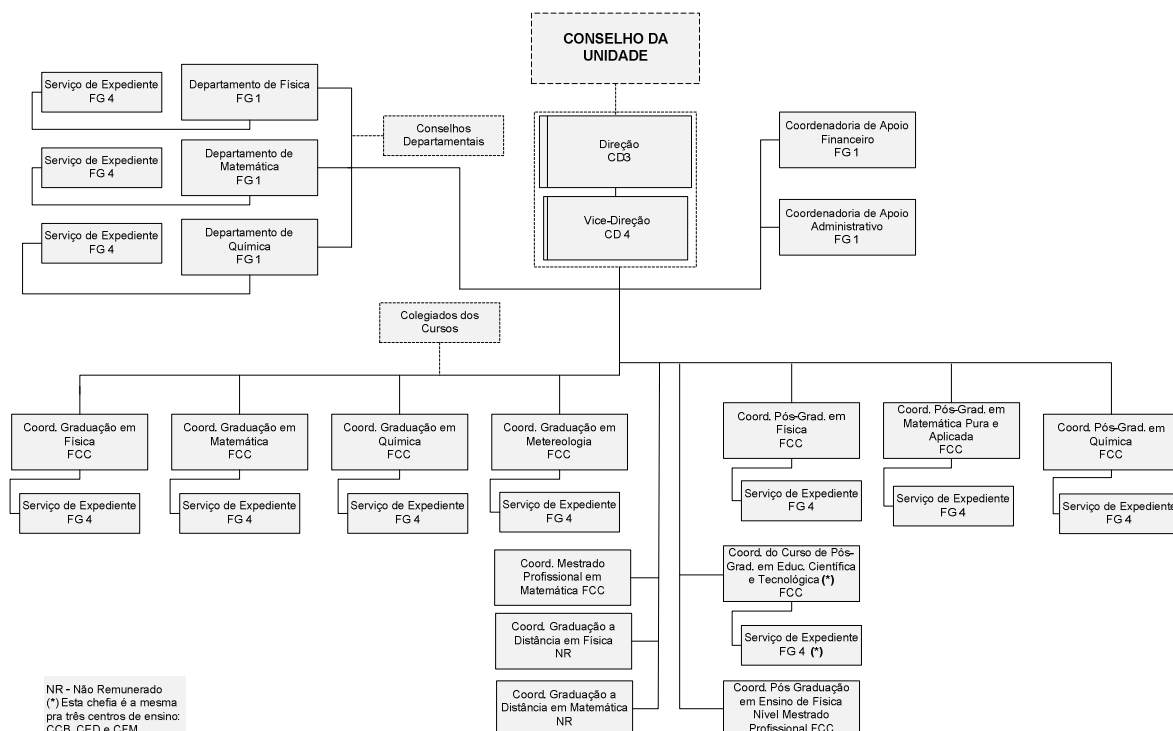 CONSELHO DA
UNIDADE
Serviço de Expediente
FG 4
Departamento de Física
FG 1
Conselhos
Departamentais
Serviço de Expediente
FG 4
Departamento de
Matemática
FG 1
Serviço de Expediente
FG 4
Departamento de
Química
FG 1
Direção
CD3
Vice-Direção
CD 4
Coordenadoria de Apoio
Financeiro
FG 1
Coordenadoria de Apoio
Administrativo
FG 1
Colegiados dos
Cursos
Coord. Graduação em
Física
FCC
Serviço de Expediente
FG 4
Coord. Graduação em
Matemática
FCC
Serviço de Expediente
FG 4
Coord. Graduação em
Química
FCC
Serviço de Expediente
FG 4
Coord. Graduação em
Metereologia
FCC
Serviço de Expediente
FG 4
Coord. Pós-Grad. em
Física
FCC
Serviço de Expediente
FG 4
Coord. Pós-Grad. em
Matemática Pura e
Aplicada
FCC
Serviço de Expediente
FG 4
Coord. Pós-Grad. em
Química
FCC
Serviço de Expediente
FG 4
Coord. Mestrado
Profissional em
Matemática FCC
Coord. Graduação a
Distância em Física
NR
Coord. Graduação a
Distância em Matemática
NR
Coord. do Curso de Pós-
Grad. em Educ. Científica
e Tecnológica (*)
FCC
Serviço de Expediente
FG 4 (*)
Coord. Pós Graduação
em Ensino de Física
Nível Mestrado
Profissional FCC
NR - Não Remunerado
(*) Esta chefia é a mesma
pra três centros de ensino:
CCB, CED e CFM